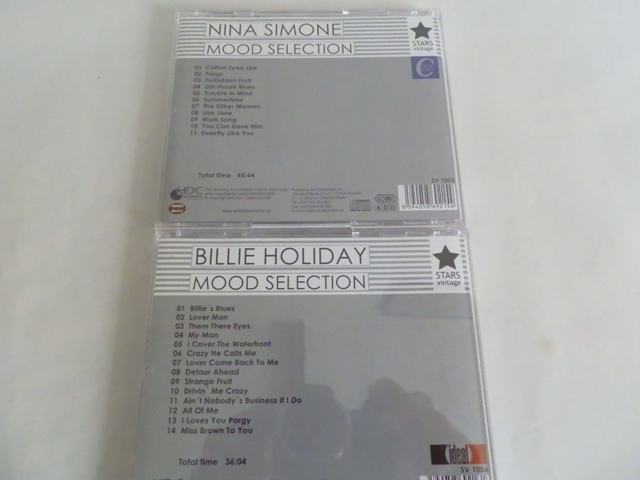 NINA SIMONE
MOOD SELECTION
STARS
vintage
C
01 Cotton Eyed Joe
02 Porgy
03 Forbidden Fruit
04 Gin House Blues
05 Trouble in Mind
06 Summertime
07 The Other Woman
08 Liza Jane
09 Work Song
10 You Can Have Him
11 Exactly Like You
Total time 45:44
SV 1055
HDC
ADD
BILLIE HOLIDAY
MOOD SELECTION
STARS
vintage
01 Billie´s Blues
02 Lover Man
03 Them There Eyes
04 My Man
05 I Cover The Waterfront
06 Crazy He Calls Me
07 Lover Come Back To Me
08 Detour Ahead
09 Strange Fruit
10 Drivin´ Me Crazy
11 Ain´t Nobody´s Business If I Do
12 All Of Me
13 I Loves You Porgy
14 Miss Brown To You
Total time 36:04
ideal
SV 1056